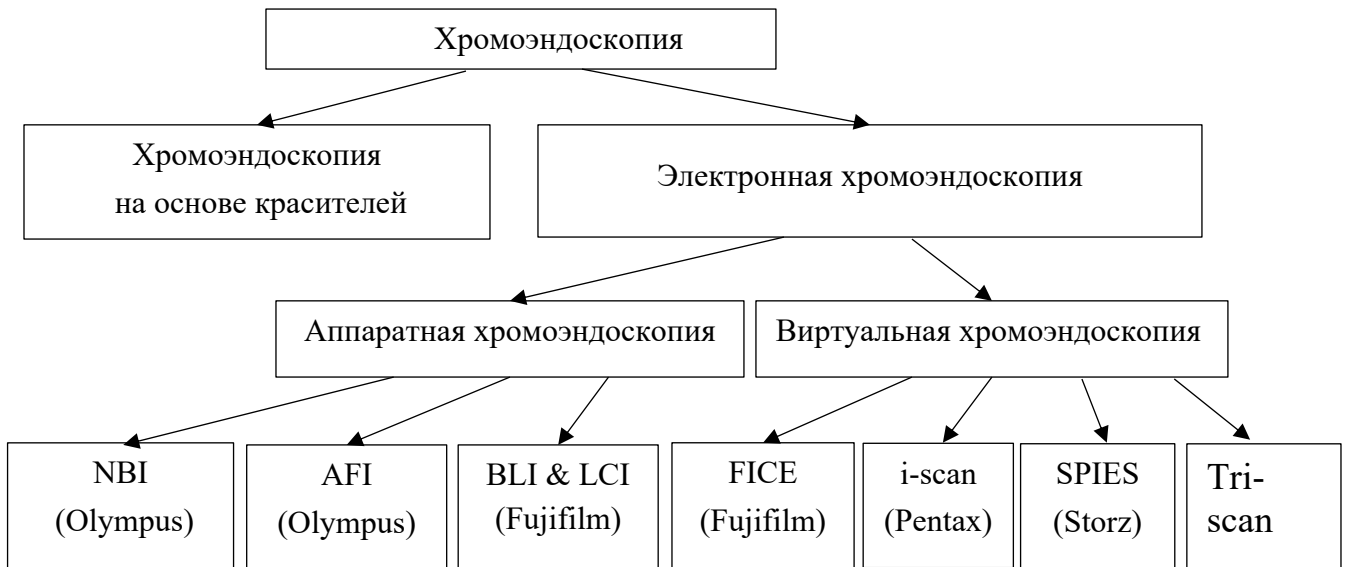 Хромоэндоскопия
Хромоэндоскопия
на основе красителей
Электронная хромоэндоскопия
Аппаратная хромоэндоскопия
Виртуальная хромоэндоскопия
NBI
(Olympus)
AFI
(Olympus)
BLI & LCI
(Fujifilm)
FICE
(Fujifilm)
i-scan
(Pentax)
SPIES
(Storz)
Tri-
scan